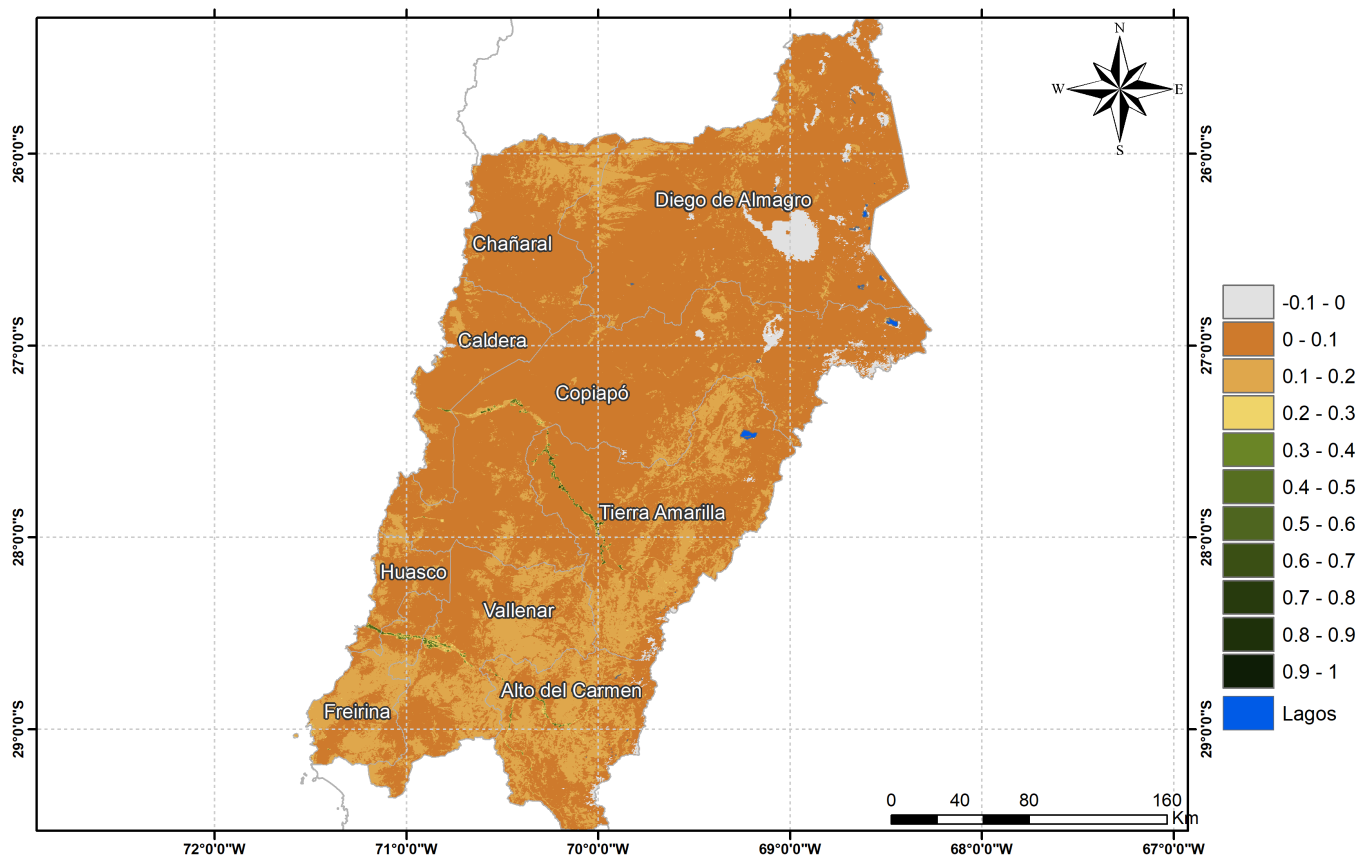 N
W E
S
26°0'0"S
26°0'0"S
Diego de Almagro
Chañaral
Caldera
27°0'0"S
27°0'0"S
Copiapó
Tierra Amarilla
28°0'0"S
28°0'0"S
Huasco
Vallenar
Alto del Carmen
Freirina
29°0'0"S
29°0'0"S
-0.1 - 0
0 - 0.1
0.1 - 0.2
0.2 - 0.3
0.3 - 0.4
0.4 - 0.5
0.5 - 0.6
0.6 - 0.7
0.7 - 0.8
0.8 - 0.9
0.9 - 1
Lagos
0 40 80 160
Km
72°0'0"W 71°0'0"W 70°0'0"W 69°0'0"W 68°0'0"W 67°0'0"W